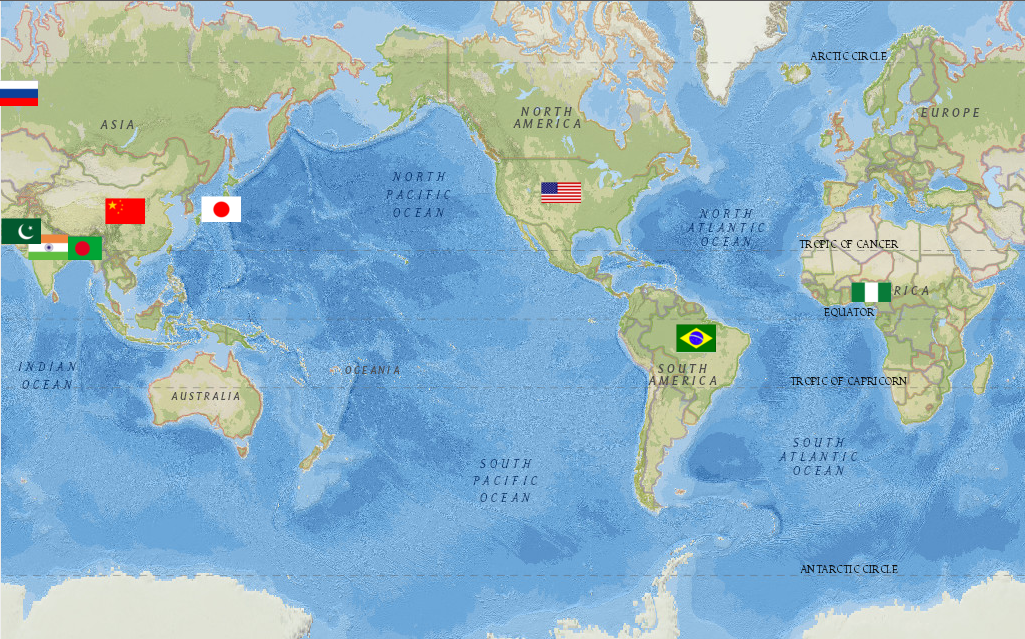 ARCTIC CIRCLE
NORTH
AMERICA
EUROPE
ASIA
NORTH
PACIFIC
OCEAN
NORTH
ATLANTIC
OCEAN
TROPIC OF CANCER
RICA
EQUATOR
INDIAN
OCEAN
OCEANIA
SOUTH
AMERICA
TROPIC OF CAPRICORN
AUSTRALIA
SOUTH
ATLANTIC
OCEAN
SOUTH
PACIFIC
OCEAN
ANTARCTIC CIRCLE